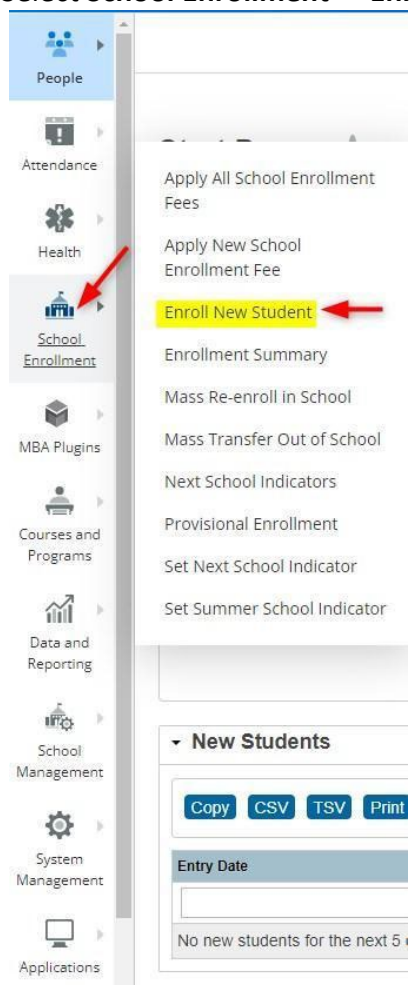 People
Attendance
Health
School
Enrollment
MBA Plugins
Courses and
Programs
Data and
Reporting
School
Management
System
Management
Applications
Apply All School Enrollment
Fees
Apply New School
Enrollment Fee
Enroll New Student
Enrollment Summary
Mass Re-enroll in School
Mass Transfer Out of School
Next School Indicators
Provisional Enrollment
Set Next School Indicator
Set Summer School Indicator
New Students
Copy CSV TSV Print
Entry Date
No new students for the next 5